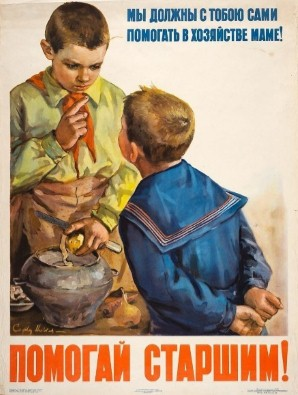 МЫ ДОЛЖНЫ С ТОБОЮ САМИ
ПОМОГАТЬ В ХОЗЯЙСТВЕ МАМЕ!
ПОМОГАЙ СТАРШИМ!